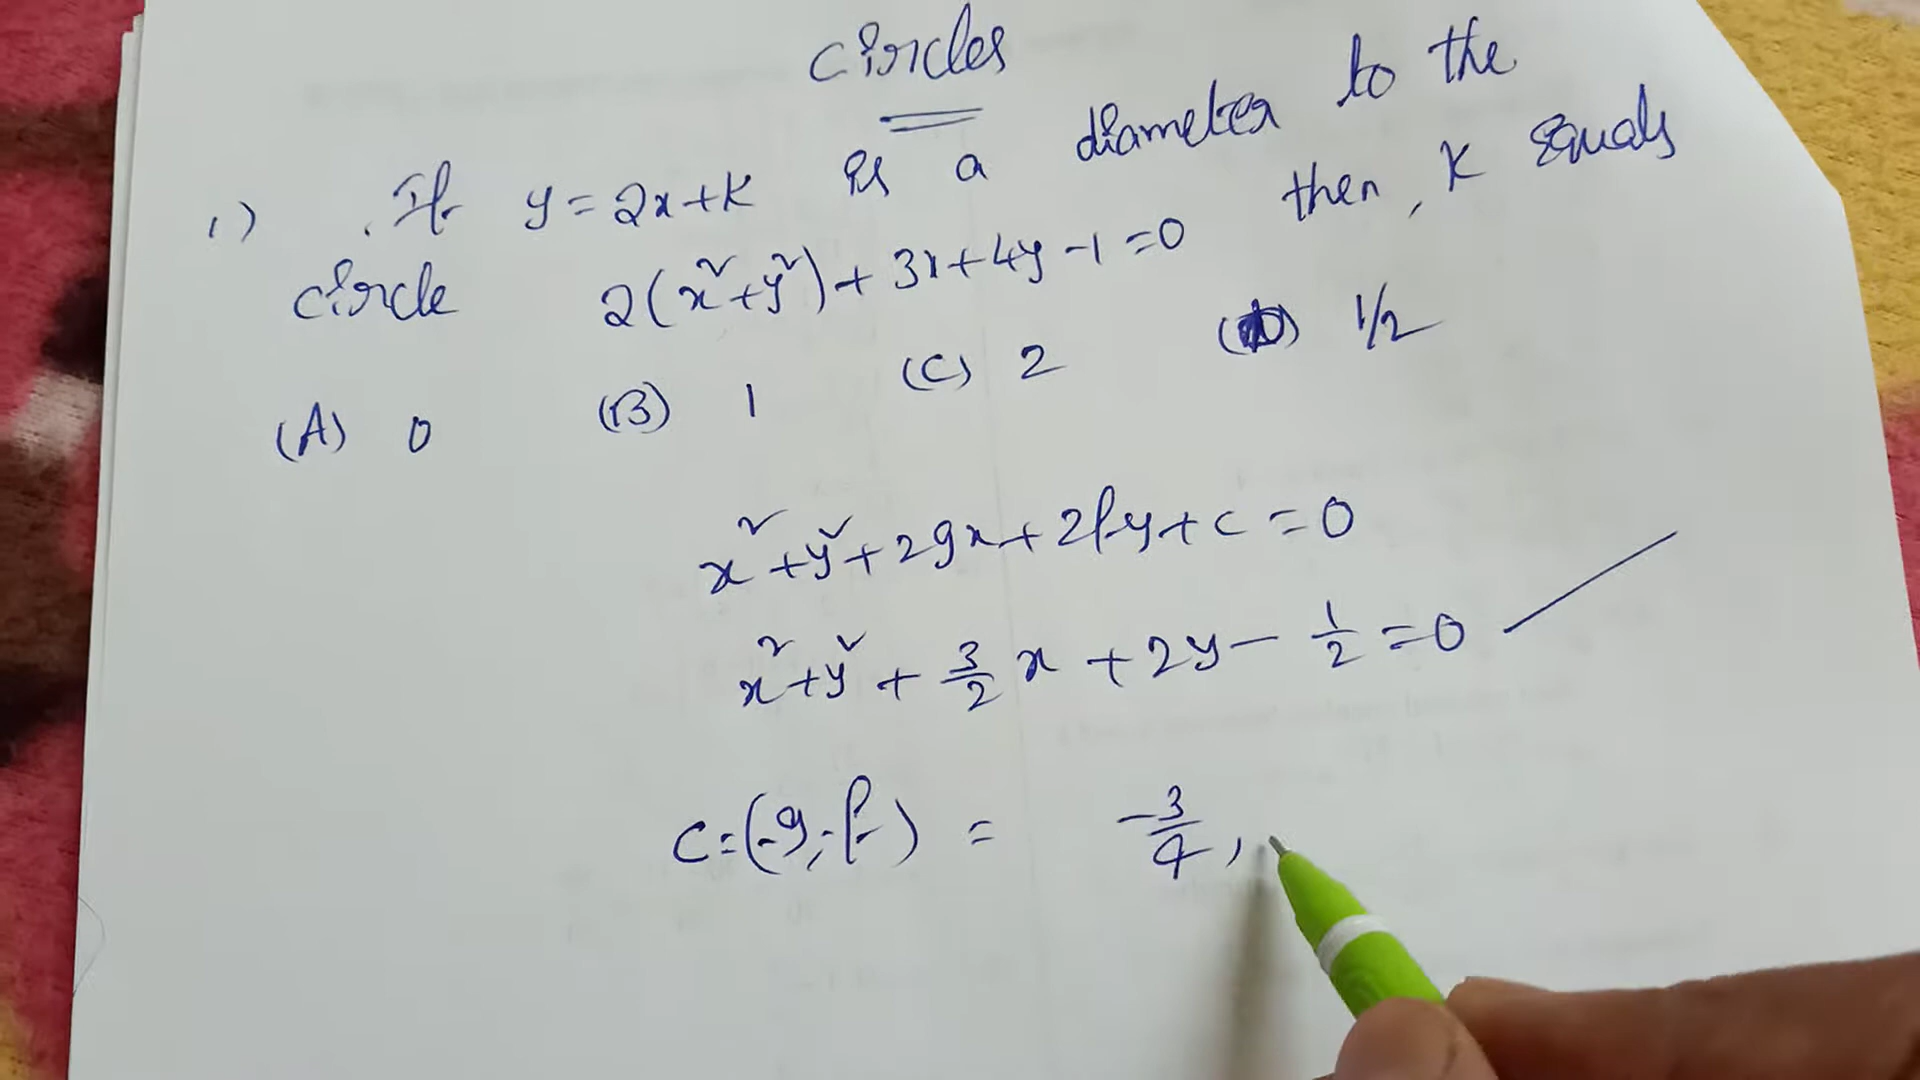 Circles
1) If y = 2x+k is a diameter to the
circle 2(x²+y²)+3x+4y-1=0 then, K equals
(A) 0 (B) 1 (C) 2 (D) 1/2
x²+y²+2gx+2fy+c=0
x²+y²+3/2 x+2y-1/2=0
C=(-g,-f) = -3/4,